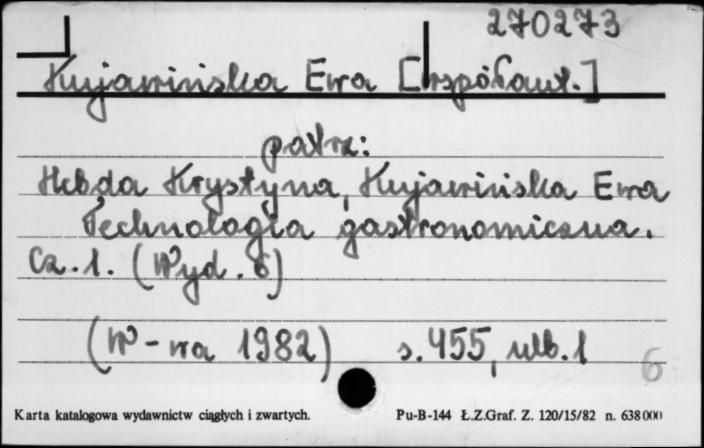 270273
Kujawińska Ewa [współaut.]
patrz:
Hebda Krystyna, Kujawińska Ewa
Technologia gastronomiczna.
Cz. 1. (Wyd. 6)
(W-wa 1982) s. 455, nlb. 1
6
Karta katalogowa wydawnictw ciągłych i zwartych. Pu-B-144 Ł.Z.Graf. Z. 120/15/82 n. 638000